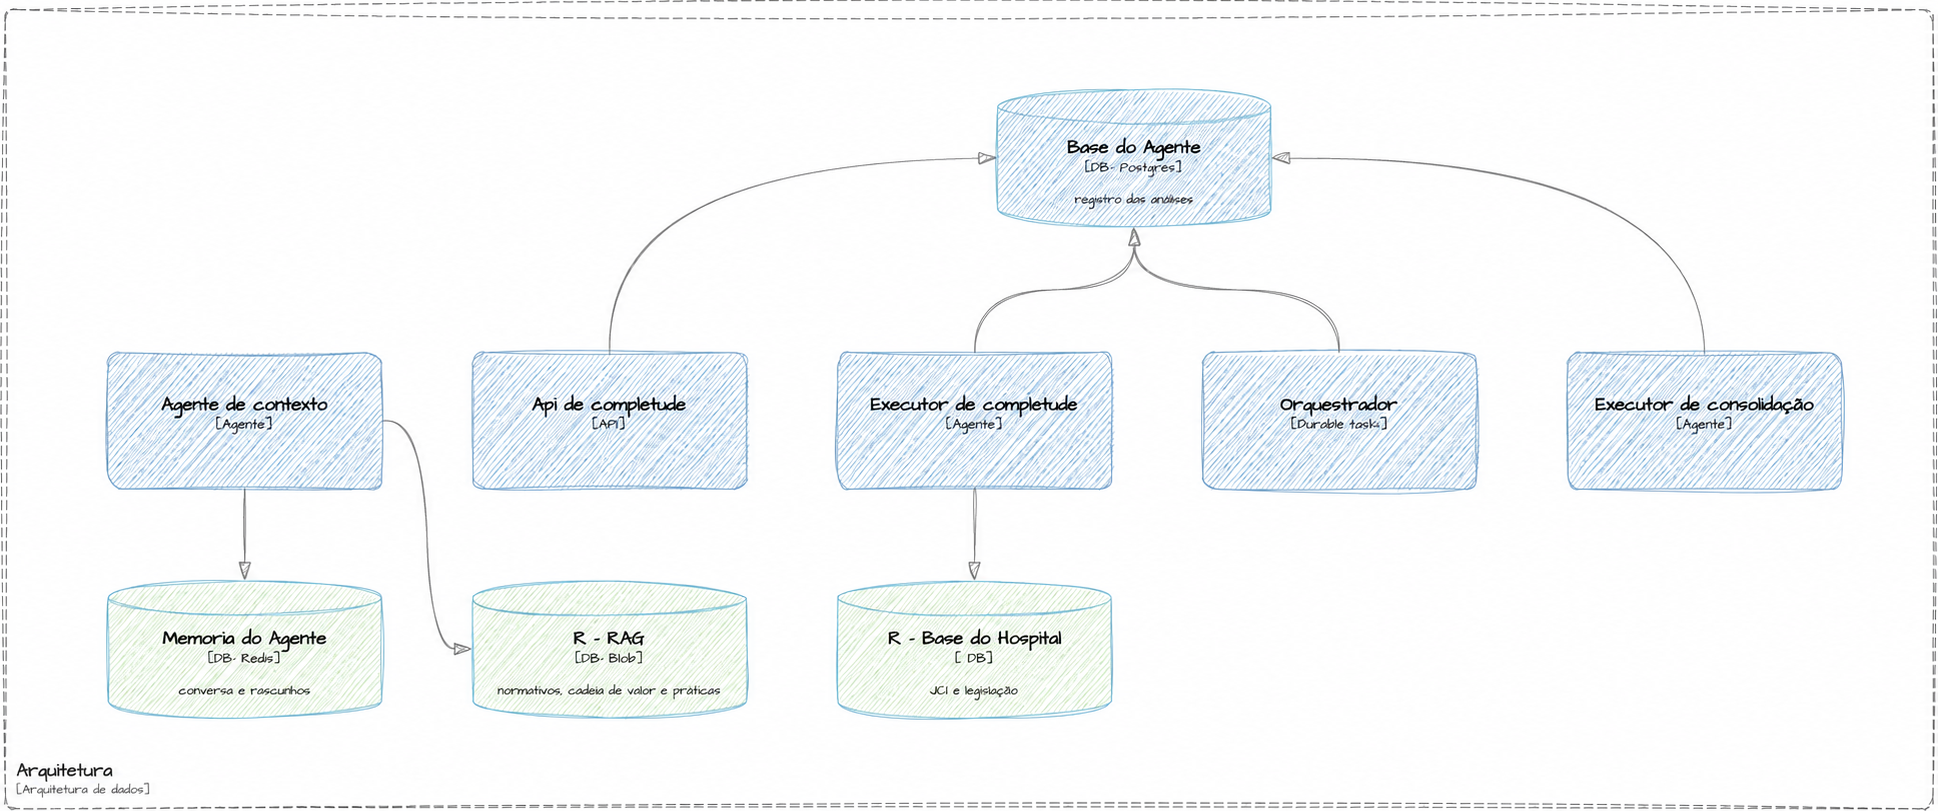 Base do Agente
[DB- Postgres]
registro das análises
Agente de contexto
[Agente]
Api de completude
[API]
Executor de completude
[Agente]
Orquestrador
[Durable task]
Executor de consolidação
[Agente]
Memoria do Agente
[DB- Redis]
conversa e rascunhos
R - RAG
[DB- Blob]
normativos, cadeia de valor e práticas
R - Base do Hospital
[ DB]
JCI e legislação
Arquitetura
[Arquitetura de dados]